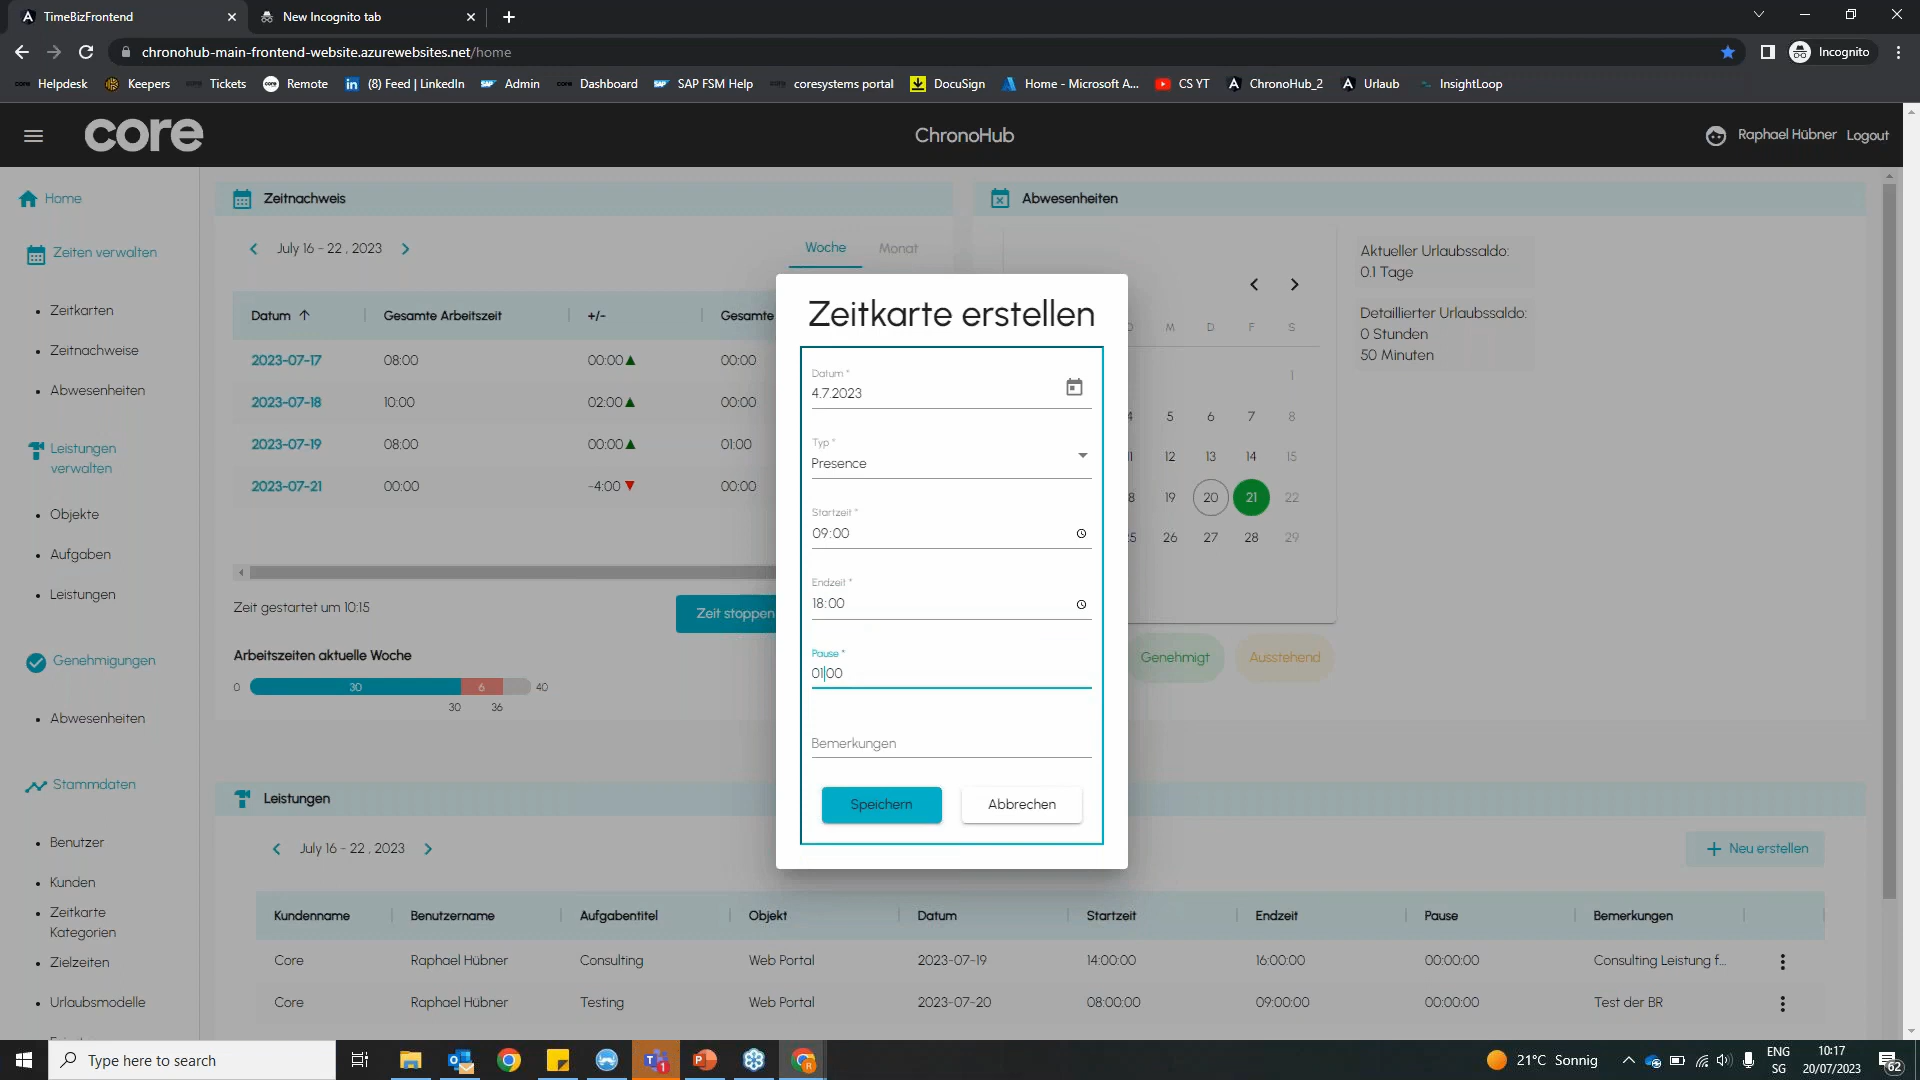 TimeBizFrontend
New Incognito tab
chronohub-main-frontend-website.azurewebsites.net/home
Incognito
Helpdesk
Keepers
Tickets
Remote
(8) Feed | LinkedIn
Admin
Dashboard
SAP FSM Help
coresystems portal
DocuSign
Home - Microsoft A...
CS YT
ChronoHub_2
Urlaub
InsightLoop
core
ChronoHub
Raphael Hübner
Logout
Home
Zeiten verwalten
Zeitkarten
Zeitnachweise
Abwesenheiten
Leistungen
verwalten
Objekte
Aufgaben
Leistungen
Genehmigungen
Abwesenheiten
Stammdaten
Benutzer
Kunden
Zeitkarte
Kategorien
Zielzeiten
Urlaubsmodelle
Zeitnachweis
July 16 - 22 , 2023
Woche
Monat
Datum
Gesamte Arbeitszeit
+/-
Gesamte
2023-07-17 08:00 00:00 00:00
2023-07-18 10:00 02:00 00:00
2023-07-19 08:00 00:00 01:00
2023-07-21 00:00 -4:00 00:00
Zeit gestartet um 10:15
Zeit stoppen
Arbeitszeiten aktuelle Woche
0 30 6 40
30 36
Abwesenheiten
M D F S
1
4 5 6 7 8
11 12 13 14 15
18 19 20 21 22
25 26 27 28 29
Aktueller Urlaubssaldo:
0.1 Tage
Detaillierter Urlaubssaldo:
0 Stunden
50 Minuten
Genehmigt
Ausstehend
Zeitkarte erstellen
Datum *
4.7.2023
Typ *
Presence
Startzeit *
09:00
Endzeit *
18:00
Pause *
01:00
Bemerkungen
Speichern
Abbrechen
Leistungen
July 16 - 22 , 2023
Neu erstellen
Kundenname Benutzername Aufgabentitel Objekt Datum Startzeit Endzeit Pause Bemerkungen
Core Raphael Hübner Consulting Web Portal 2023-07-19 14:00:00 16:00:00 00:00:00 Consulting Leistung f...
Core Raphael Hübner Testing Web Portal 2023-07-20 08:00:00 09:00:00 00:00:00 Test der BR
Type here to search
1
21°C Sonnig
ENG
SG
10:17
20/07/2023
62